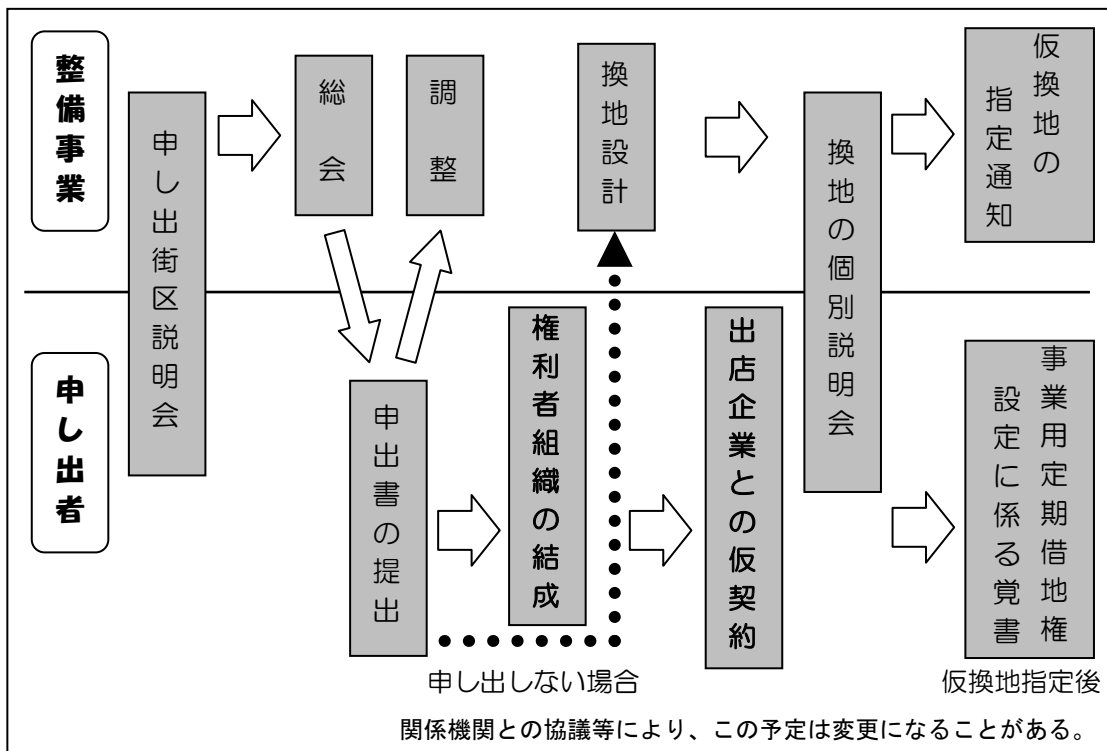 整備事業
申し出街区説明会
総会
調整
換地設計
換地の個別説明会
仮換地の
指定通知
申し出者
申出書の提出
権利者組織の結成
出店企業との仮契約
事業用定期借地権
設定に係る覚書
申し出しない場合
仮換地指定後
関係機関との協議等により、この予定は変更になることがある。